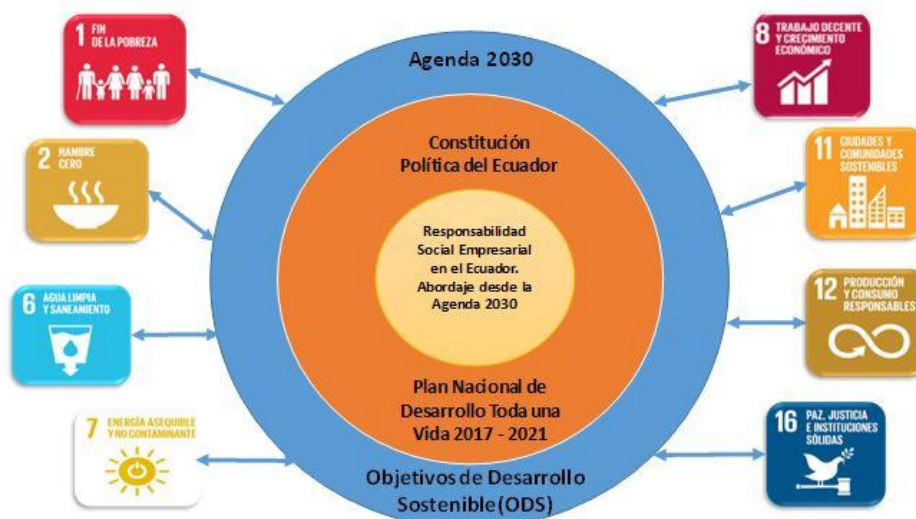 1 FIN
DE LA POBREZA
2 HAMBRE
CERO
6 AGUA LIMPIA
Y SANEAMIENTO
7 ENERGÍA ASEQUIBLE
Y NO CONTAMINANTE
Agenda 2030
Constitución
Política del Ecuador
Responsabilidad
Social Empresarial
en el Ecuador.
Abordaje desde la
Agenda 2030
Plan Nacional de
Desarrollo Toda una
Vida 2017 - 2021
Objetivos de Desarrollo
Sostenible(ODS)
8 TRABAJO DECENTE
Y CRECIMIENTO
ECONÓMICO
11 CIUDADES Y
COMUNIDADES
SOSTENIBLES
12 PRODUCCIÓN
Y CONSUMO
RESPONSABLES
16 PAZ, JUSTICIA
E INSTITUCIONES
SÓLIDAS